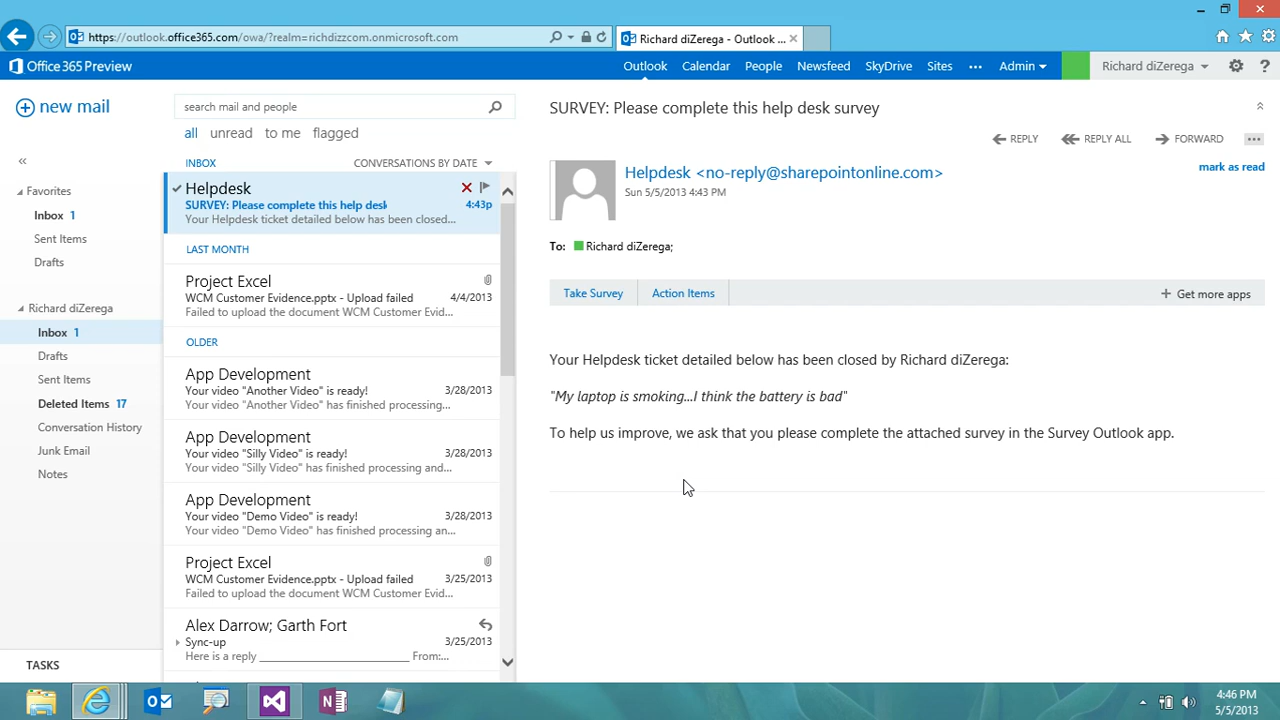 https://outlook.office365.com/owa/?realm=richdizzcom.onmicrosoft.com
Richard diZerega - Outlook ...
Office 365 Preview
Outlook Calendar People Newsfeed SkyDrive Sites ... Admin Richard diZerega ?
new mail
search mail and people
all unread to me flagged
INBOX CONVERSATIONS BY DATE
Favorites
Inbox 1
Sent Items
Drafts
Richard diZerega
Inbox 1
Drafts
Sent Items
Deleted Items 17
Conversation History
Junk Email
Notes
TASKS
Helpdesk
SURVEY: Please complete this help desk 4:43p
Your Helpdesk ticket detailed below has been closed...
LAST MONTH
Project Excel
WCM Customer Evidence.pptx - Upload failed 4/4/2013
Failed to upload the document WCM Customer Evid...
OLDER
App Development
Your video "Another Video" is ready! 3/28/2013
Your video "Another Video" has finished processing...
App Development
Your video "Silly Video" is ready! 3/28/2013
Your video "Silly Video" has finished processing and...
App Development
Your video "Demo Video" is ready! 3/28/2013
Your video "Demo Video" has finished processing an...
Project Excel
WCM Customer Evidence.pptx - Upload failed 3/25/2013
Failed to upload the document WCM Customer Evid...
Alex Darrow; Garth Fort
Sync-up 3/25/2013
Here is a reply ______________________ From:...
SURVEY: Please complete this help desk survey
REPLY REPLY ALL FORWARD ...
mark as read
Helpdesk <no-reply@sharepointonline.com>
Sun 5/5/2013 4:43 PM
To: Richard diZerega;
Take Survey Action Items + Get more apps
Your Helpdesk ticket detailed below has been closed by Richard diZerega:
"My laptop is smoking...I think the battery is bad"
To help us improve, we ask that you please complete the attached survey in the Survey Outlook app.
4:46 PM
5/5/2013